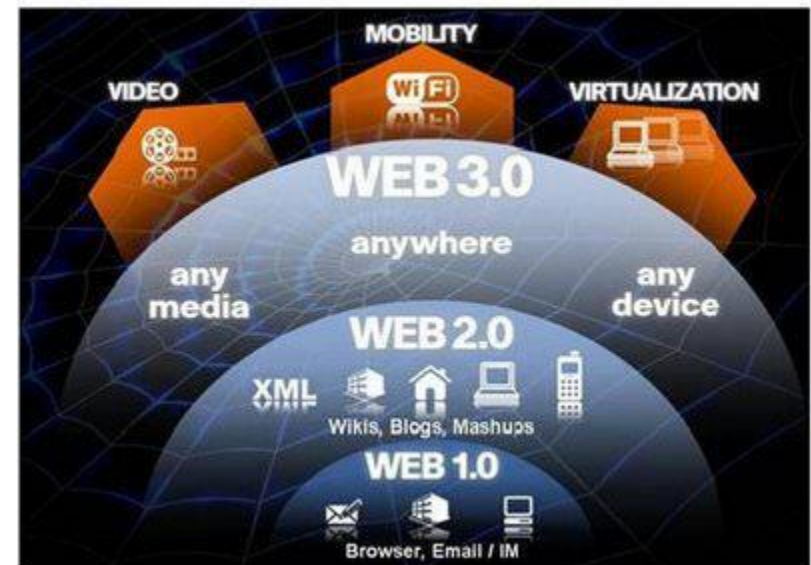 MOBILITY
VIDEO
WiFi
VIRTUALIZATION
WEB 3.0
anywhere
any
media
any
device
WEB 2.0
XML
Wikis, Blogs, Mashups
WEB 1.0
Browser, Email / IM